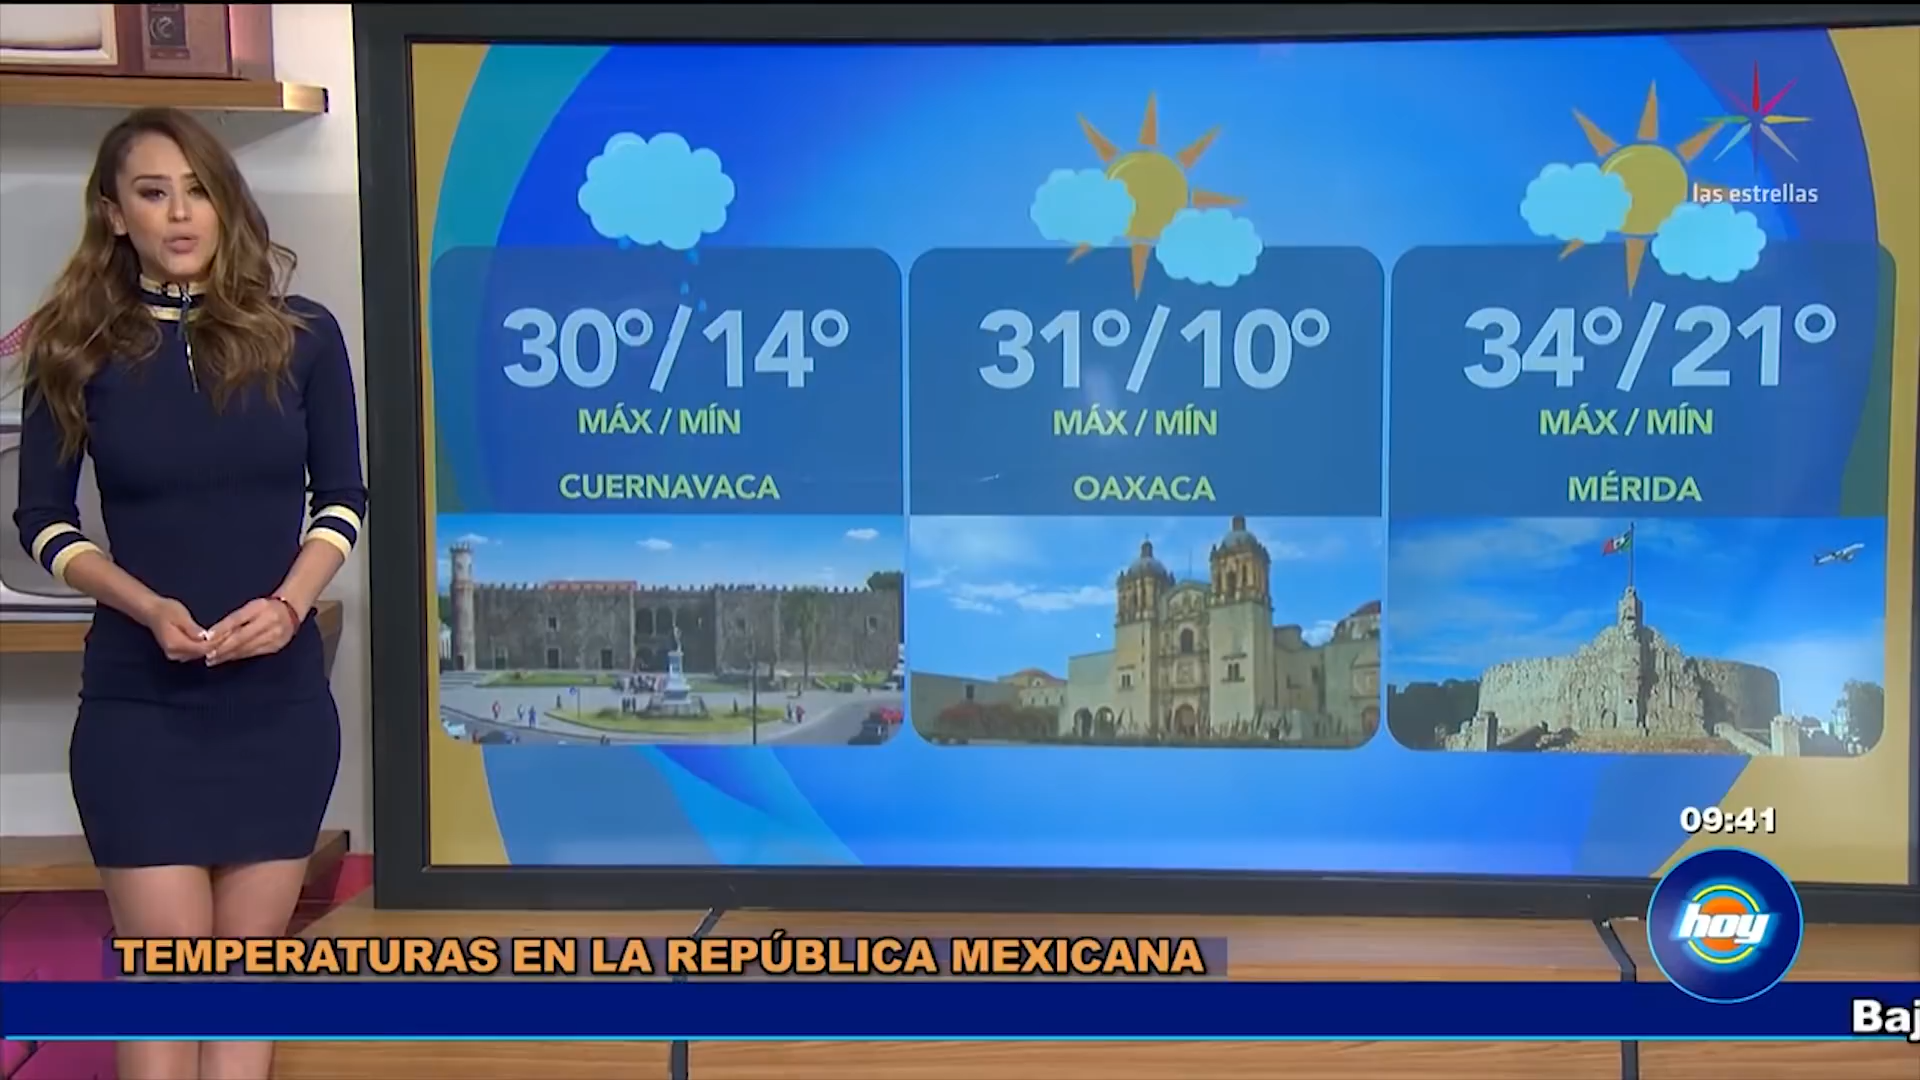 las estrellas
30°/14°
MÁX / MÍN
CUERNAVACA
31°/10°
MÁX / MÍN
OAXACA
34°/21°
MÁX / MÍN
MÉRIDA
09:41
hoy
TEMPERATURAS EN LA REPÚBLICA MEXICANA
Baj